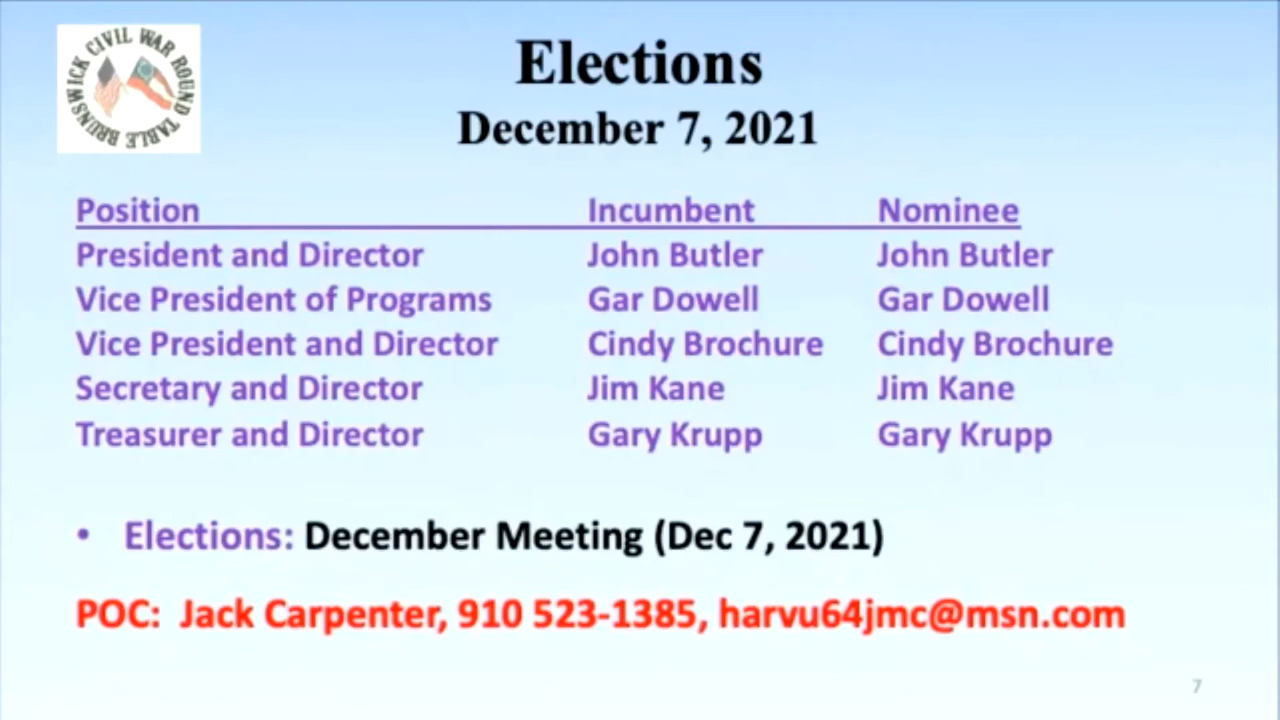 BRUNSWICK CIVIL WAR ROUND TABLE
Elections
December 7, 2021
Position Incumbent Nominee
President and Director John Butler John Butler
Vice President of Programs Gar Dowell Gar Dowell
Vice President and Director Cindy Brochure Cindy Brochure
Secretary and Director Jim Kane Jim Kane
Treasurer and Director Gary Krupp Gary Krupp
• Elections: December Meeting (Dec 7, 2021)
POC: Jack Carpenter, 910 523-1385, harvu64jmc@msn.com
7